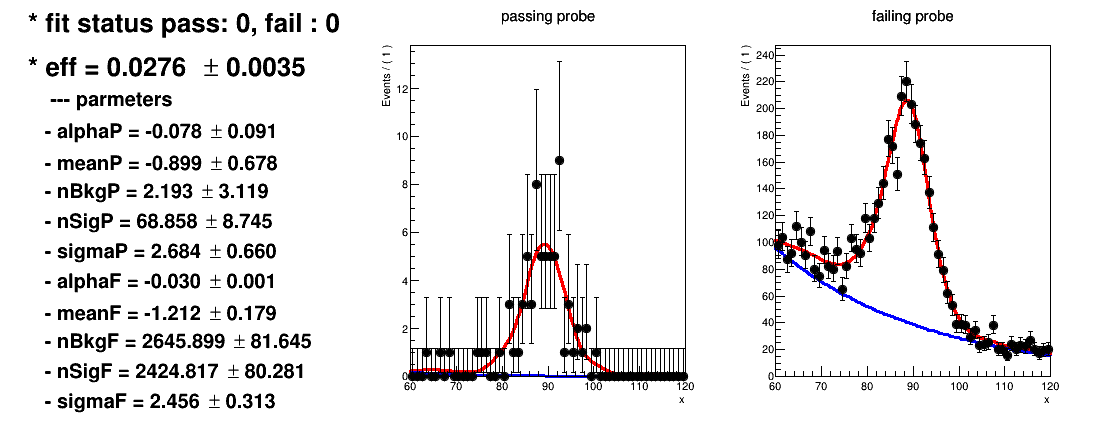 * fit status pass: 0, fail : 0
* eff = 0.0276 ± 0.0035
--- parmeters
- alphaP = -0.078 ± 0.091
- meanP = -0.899 ± 0.678
- nBkgP = 2.193 ± 3.119
- nSigP = 68.858 ± 8.745
- sigmaP = 2.684 ± 0.660
- alphaF = -0.030 ± 0.001
- meanF = -1.212 ± 0.179
- nBkgF = 2645.899 ± 81.645
- nSigF = 2424.817 ± 80.281
- sigmaF = 2.456 ± 0.313
passing probe
Events / ( 1 )
12
10
8
6
4
2
0
60 70 80 90 100 110 120
x
failing probe
Events / ( 1 )
240
220
200
180
160
140
120
100
80
60
40
20
0
60 70 80 90 100 110 120
x